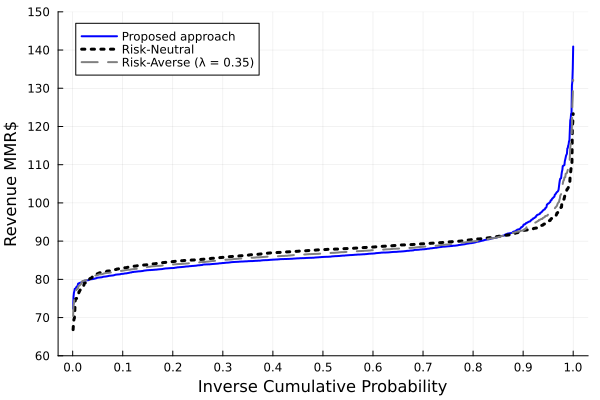 150
140
130
120
110
100
90
80
70
60
Revenue MMR$
Proposed approach
Risk-Neutral
Risk-Averse (λ = 0.35)
0.0 0.1 0.2 0.3 0.4 0.5 0.6 0.7 0.8 0.9 1.0
Inverse Cumulative Probability